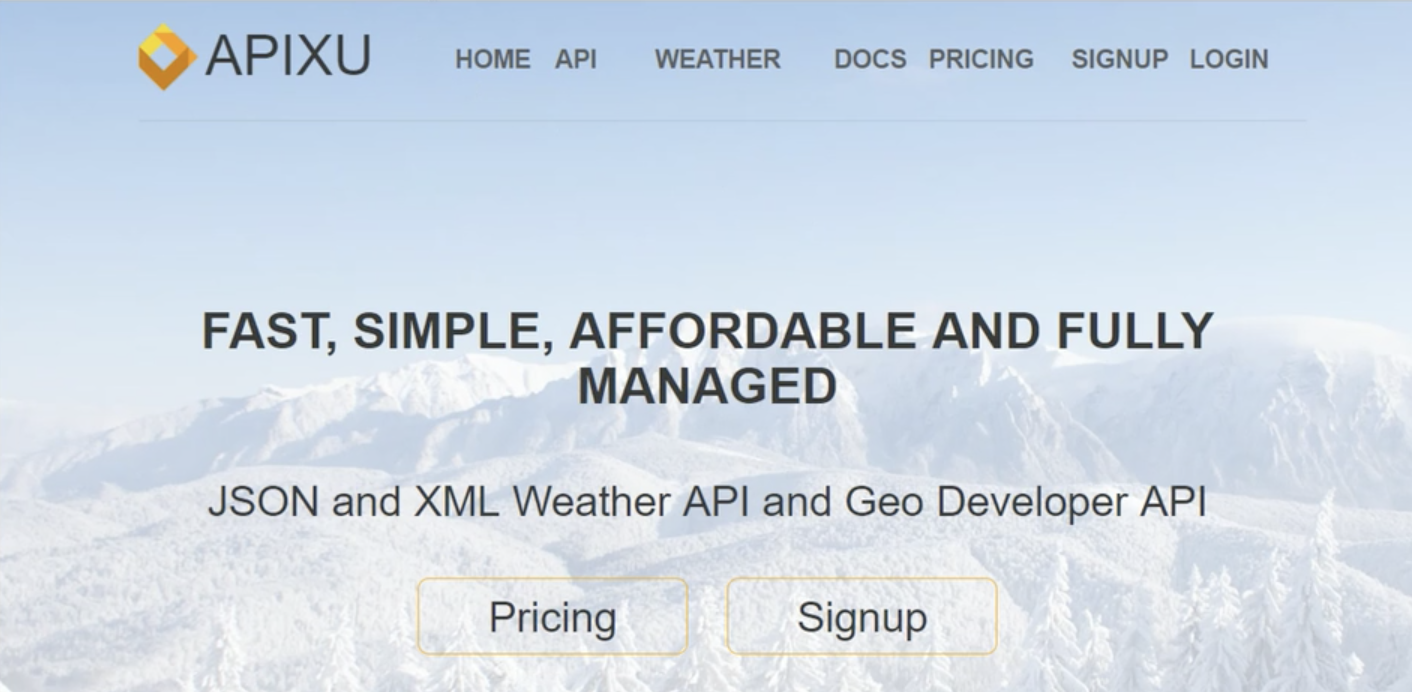 APIXU
HOME API WEATHER DOCS PRICING SIGNUP LOGIN
FAST, SIMPLE, AFFORDABLE AND FULLY
MANAGED
JSON and XML Weather API and Geo Developer API
Pricing Signup